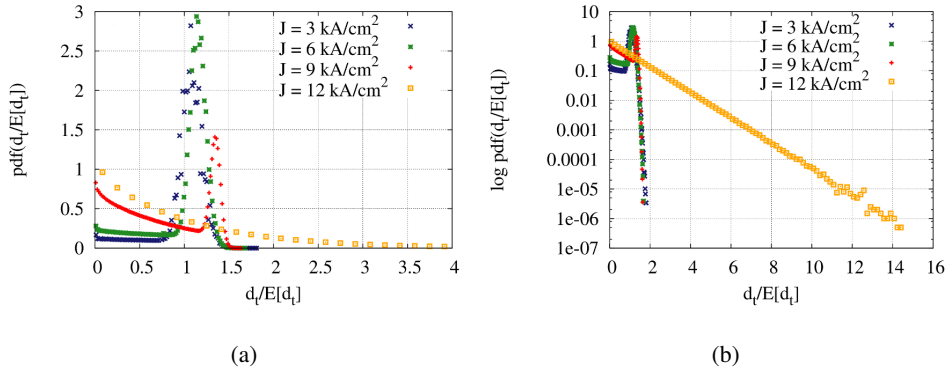 3
2.5
2
1.5
1
0.5
0
0 0.5 1 1.5 2 2.5 3 3.5 4
pdf(d_t/E[d_t])
d_t/E[d_t]
J = 3 kA/cm^2
J = 6 kA/cm^2
J = 9 kA/cm^2
J = 12 kA/cm^2
(a)
10
1
0.1
0.01
0.001
0.0001
1e-05
1e-06
1e-07
0 2 4 6 8 10 12 14 16
log pdf(d_t/E[d_t])
d_t/E[d_t]
J = 3 kA/cm^2
J = 6 kA/cm^2
J = 9 kA/cm^2
J = 12 kA/cm^2
(b)